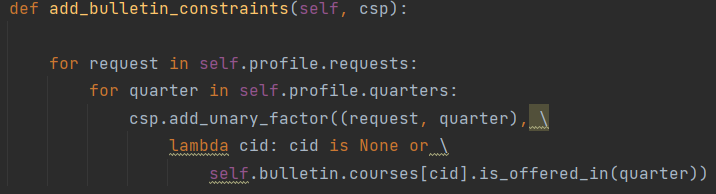 def add_bulletin_constraints(self, csp):
for request in self.profile.requests:
for quarter in self.profile.quarters:
csp.add_unary_factor((request, quarter), \
lambda cid: cid is None or \
self.bulletin.courses[cid].is_offered_in(quarter))